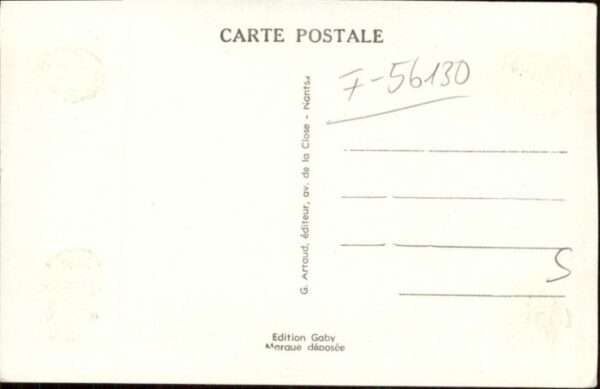 CARTE POSTALE
F-56130
G. Artaud, éditeur, av. de la Close - Nantes
S
Edition Gaby
Marque déposée